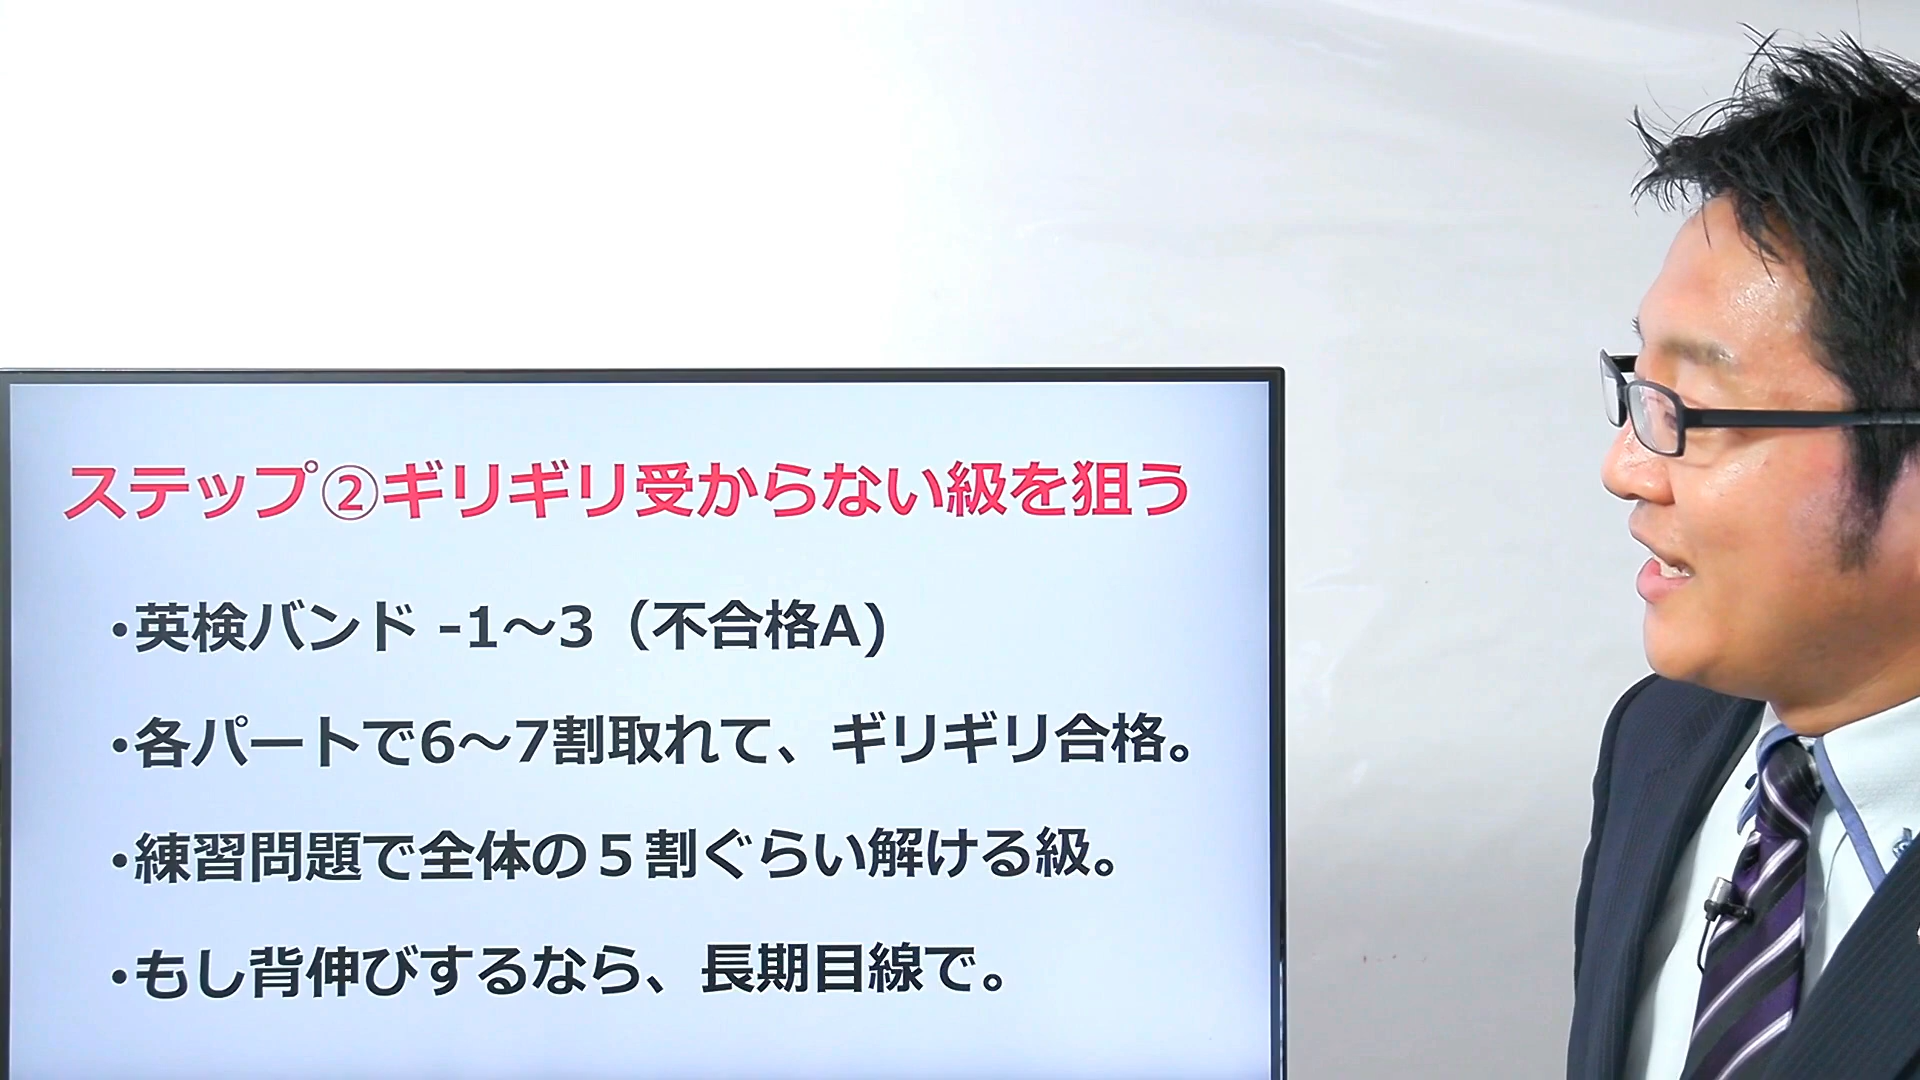 ステップ②ギリギリ受からない級を狙う
・英検バンド -1～3（不合格A)
・各パートで6～7割取れて、ギリギリ合格。
・練習問題で全体の５割ぐらい解ける級。
・もし背伸びするなら、長期目線で。